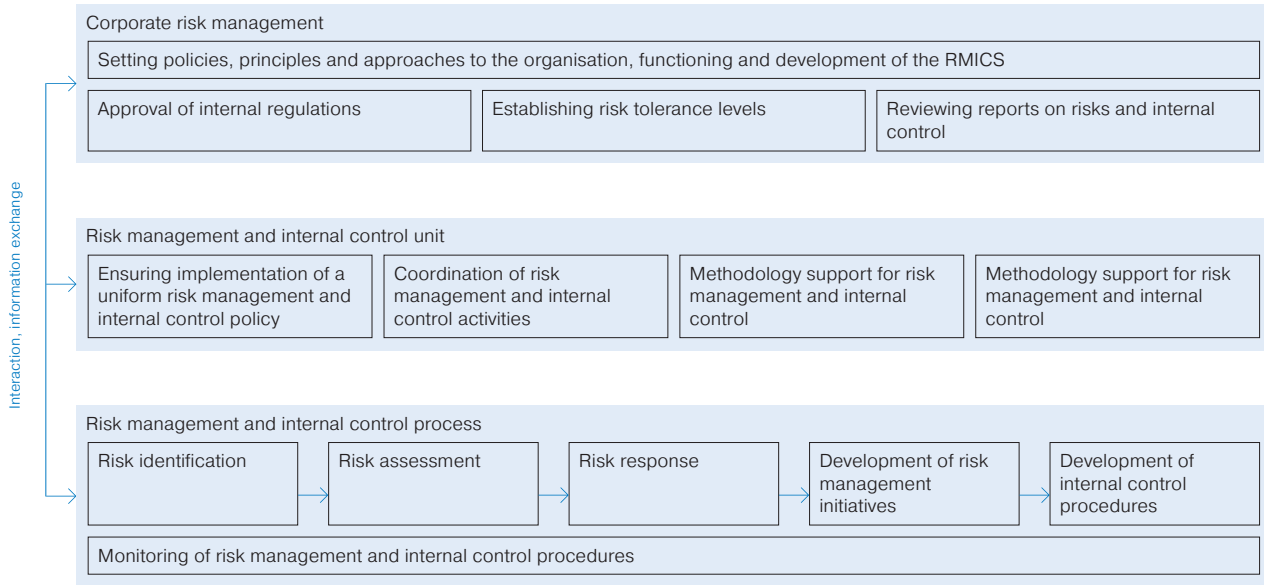 Corporate risk management
Setting policies, principles and approaches to the organisation, functioning and development of the RMICS
Approval of internal regulations
Establishing risk tolerance levels
Reviewing reports on risks and internal
control
Interaction, information exchange
Risk management and internal control unit
Ensuring implementation of a
uniform risk management and
internal control policy
Coordination of risk
management and internal
control activities
Methodology support for risk
management and internal
control
Methodology support for risk
management and internal
control
Risk management and internal control process
Risk identification
Risk assessment
Risk response
Development of risk
management
initiatives
Development of
internal control
procedures
Monitoring of risk management and internal control procedures